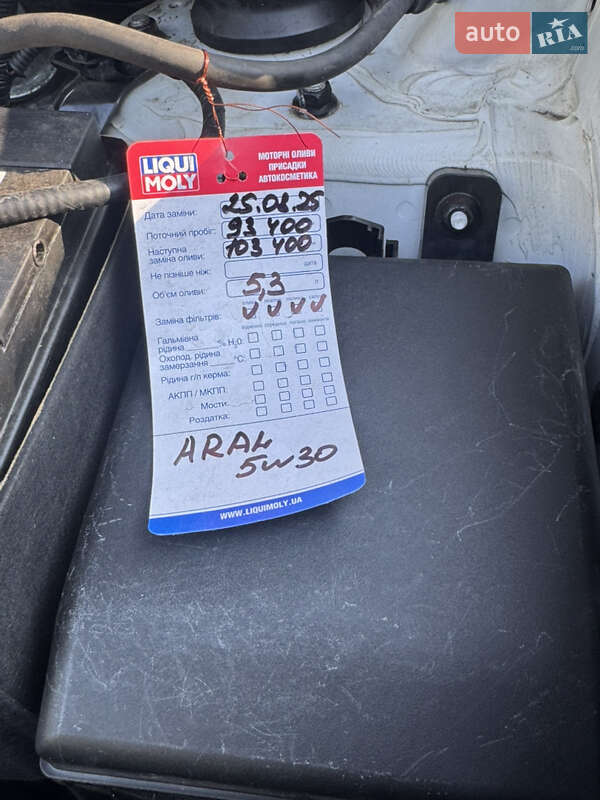 auto RIA.com
LIQUI MOLY
МОТОРНІ ОЛИВИ
ПРИСАДКИ
АВТОКОСМЕТИКА
Дата заміни: 25.08.25
Поточний пробіг: 93 400
Наступна заміна оливи: 103 400
дата
Не пізніше ніж:
Об'єм оливи: 5,3 л
Заміна фільтрів:
Гальмівна рідина % H₂O:
Охолод. рідина замерзання °C:
Рідина г/п керма:
АКПП / МКПП:
Мости:
Роздатка:
ARAL
5w30
WWW.LIQUIMOLY.UA